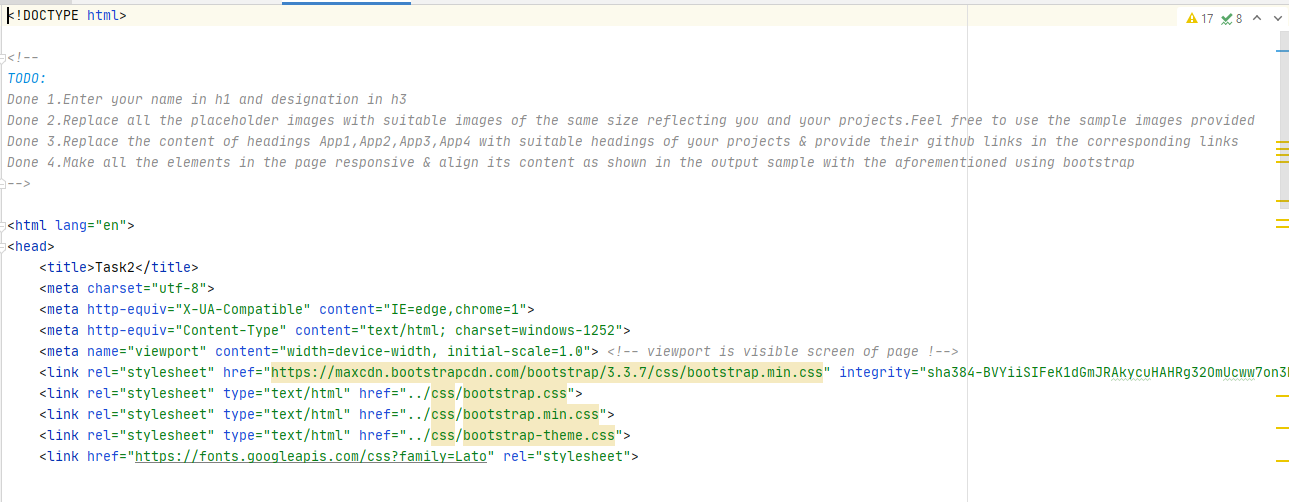 <!DOCTYPE html>
17 8
<!--
TODO:
Done 1.Enter your name in h1 and designation in h3
Done 2.Replace all the placeholder images with suitable images of the same size reflecting you and your projects.Feel free to use the sample images provided
Done 3.Replace the content of headings App1,App2,App3,App4 with suitable headings of your projects & provide their github links in the corresponding links
Done 4.Make all the elements in the page responsive & align its content as shown in the output sample with the aforementioned using bootstrap
-->
<html lang="en">
<head>
<title>Task2</title>
<meta charset="utf-8">
<meta http-equiv="X-UA-Compatible" content="IE=edge,chrome=1">
<meta http-equiv="Content-Type" content="text/html; charset=windows-1252">
<meta name="viewport" content="width=device-width, initial-scale=1.0"> <!-- viewport is visible screen of page !-->
<link rel="stylesheet" href="https://maxcdn.bootstrapcdn.com/bootstrap/3.3.7/css/bootstrap.min.css" integrity="sha384-BVYiiSIFeK1dGmJRAkycuHAHRg32OmUcww7on3
<link rel="stylesheet" type="text/html" href="../css/bootstrap.css">
<link rel="stylesheet" type="text/html" href="../css/bootstrap.min.css">
<link rel="stylesheet" type="text/html" href="../css/bootstrap-theme.css">
<link href="https://fonts.googleapis.com/css?family=Lato" rel="stylesheet">